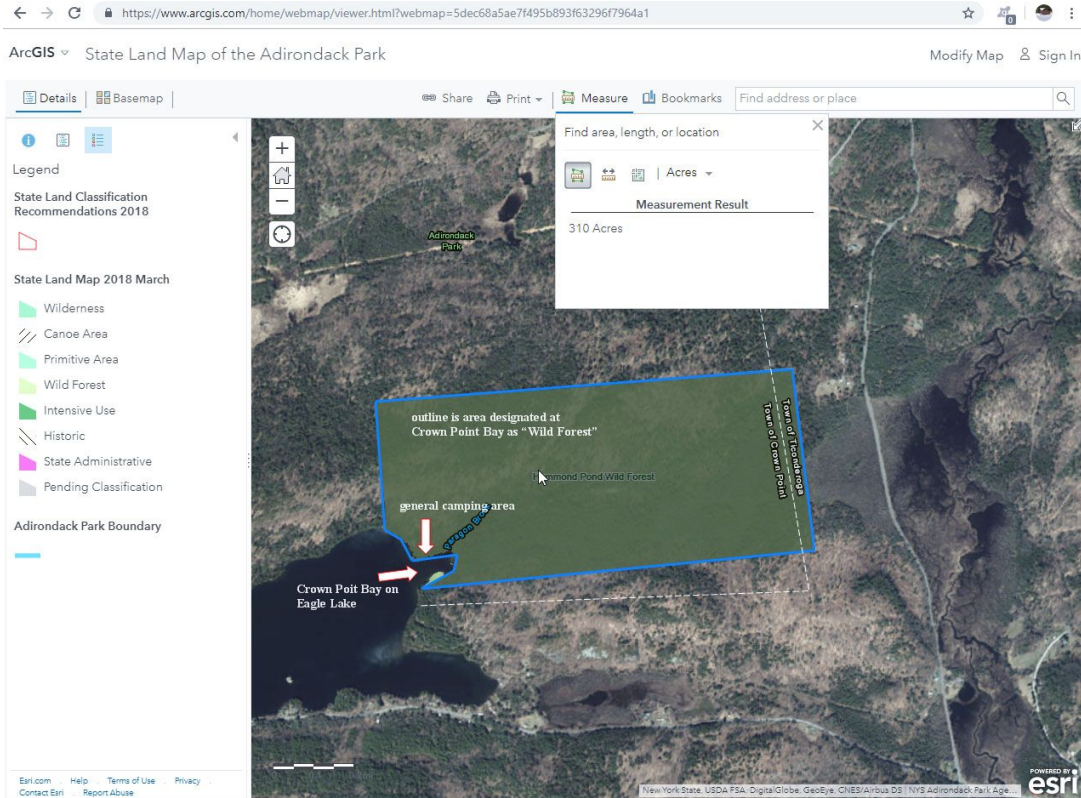 https://www.arcgis.com/home/webmap/viewer.html?webmap=5dec68a5ae7f495b893f63296f7964a1
0
ArcGIS State Land Map of the Adirondack Park
Modify Map Sign In
Details Basemap
Share Print Measure Bookmarks Find address or place
Find area, length, or location
Acres
Measurement Result
310 Acres
Legend
State Land Classification
Recommendations 2018
State Land Map 2018 March
Wilderness
Canoe Area
Primitive Area
Wild Forest
Intensive Use
Historic
State Administrative
Pending Classification
Adirondack Park Boundary
Adirondack
Park
outline is area designated at
Crown Point Bay as “Wild Forest”
Town of Ticonderoga
Town of Crown Point
mmond Pond Wild Forest
general camping area
Paragon Broo
Crown Poit Bay on
Eagle Lake
Esri.com Help Terms of Use Privacy
Contact Esri Report Abuse
New York State, USDA FSA, DigitalGlobe, GeoEye, CNES/Airbus DS | NYS Adirondack Park Age...
POWERED BY
esri